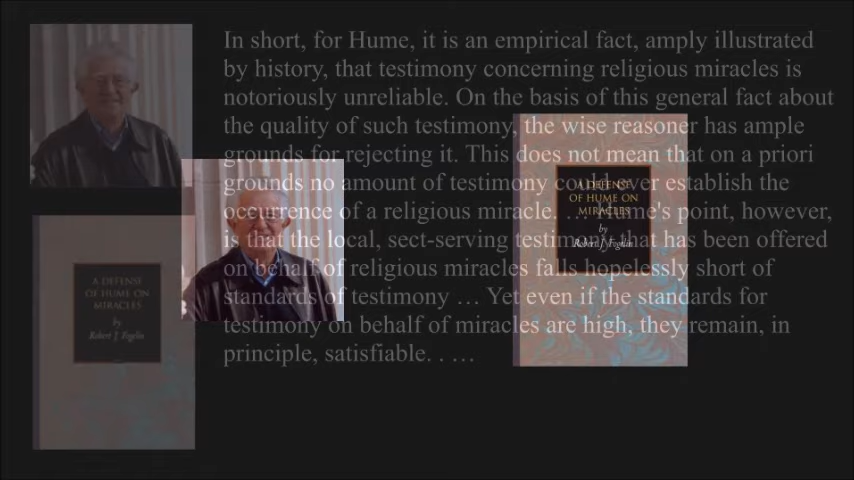 In short, for Hume, it is an empirical fact, amply illustrated
by history, that testimony concerning religious miracles is
notoriously unreliable. On the basis of this general fact about
the quality of such testimony, the wise reasoner has ample
grounds for rejecting it. This does not mean that on a priori
grounds no amount of testimony could ever establish the
occurrence of a religious miracle. … Hume's point, however,
is that the local, sect-serving testimony that has been offered
on behalf of religious miracles falls hopelessly short of
standards of testimony … Yet even if the standards for
testimony on behalf of miracles are high, they remain, in
principle, satisfiable. . …
A DEFENSE
OF HUME ON
MIRACLES
by
Robert J. Fogelin
A DEFENSE
OF HUME ON
MIRACLES
by
Robert J. Fogelin